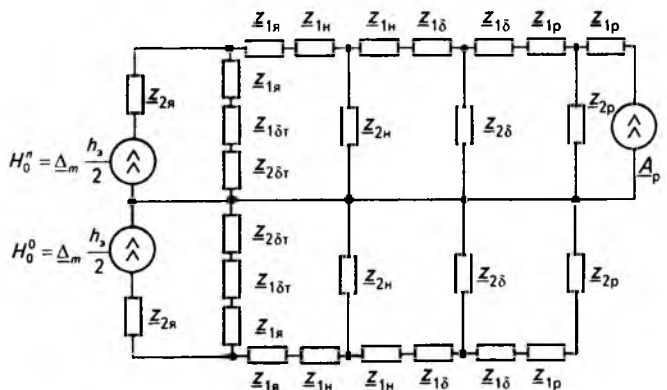 Z1я Z1н Z1н Z1δ Z1δ Z1р Z1р
Z2я
Z1я
Z1δт
Z2δт
Z2н
Z2δ
Z2р
H0ⁿ = Δm hэ/2
Aр
H0⁰ = Δm hэ/2
Z2δт
Z1δт
Z1я
Z2н
Z2δ
Z2р
Z2я
Z1я Z1н Z1н Z1δ Z1δ Z1р